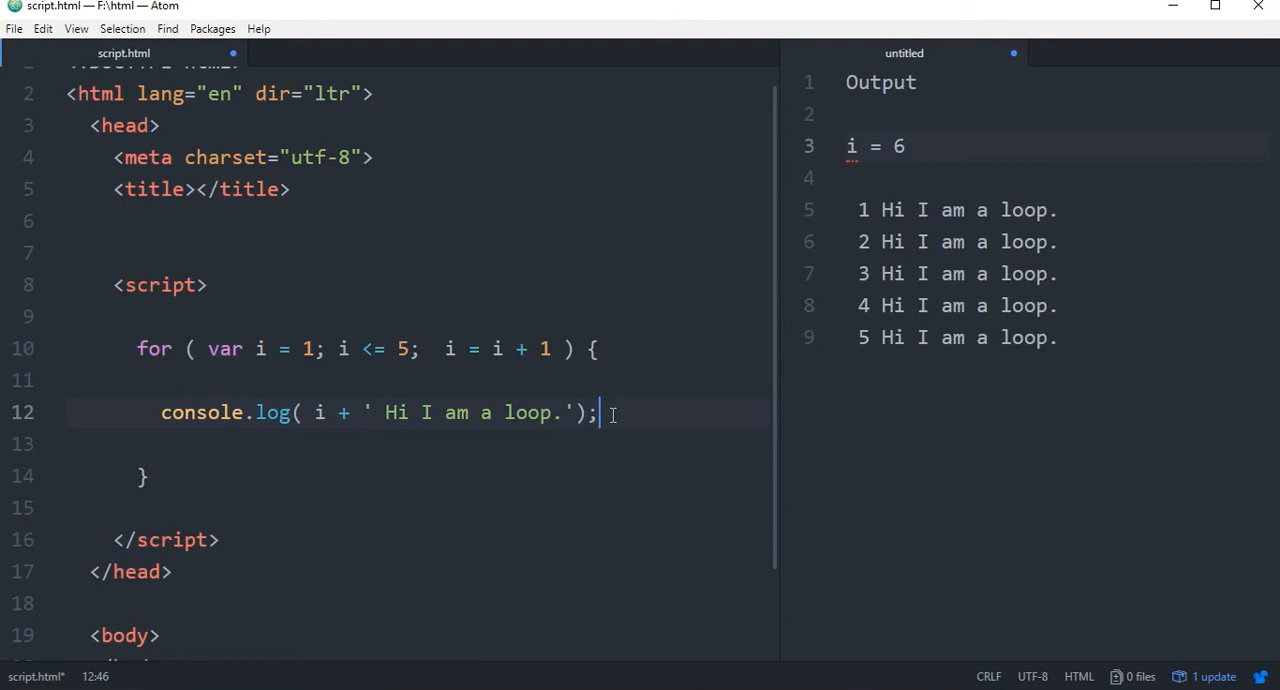 script.html — F:\html — Atom
File Edit View Selection Find Packages Help
script.html
untitled
2 <html lang="en" dir="ltr">
3 <head>
4 <meta charset="utf-8">
5 <title></title>
6
7
8 <script>
9
10 for ( var i = 1; i <= 5; i = i + 1 ) {
11
12 console.log( i + ' Hi I am a loop.');
13
14 }
15
16 </script>
17 </head>
18
19 <body>
1 Output
2
3 i = 6
4
5 1 Hi I am a loop.
6 2 Hi I am a loop.
7 3 Hi I am a loop.
8 4 Hi I am a loop.
9 5 Hi I am a loop.
script.html* 12:46 CRLF UTF-8 HTML 0 files 1 update